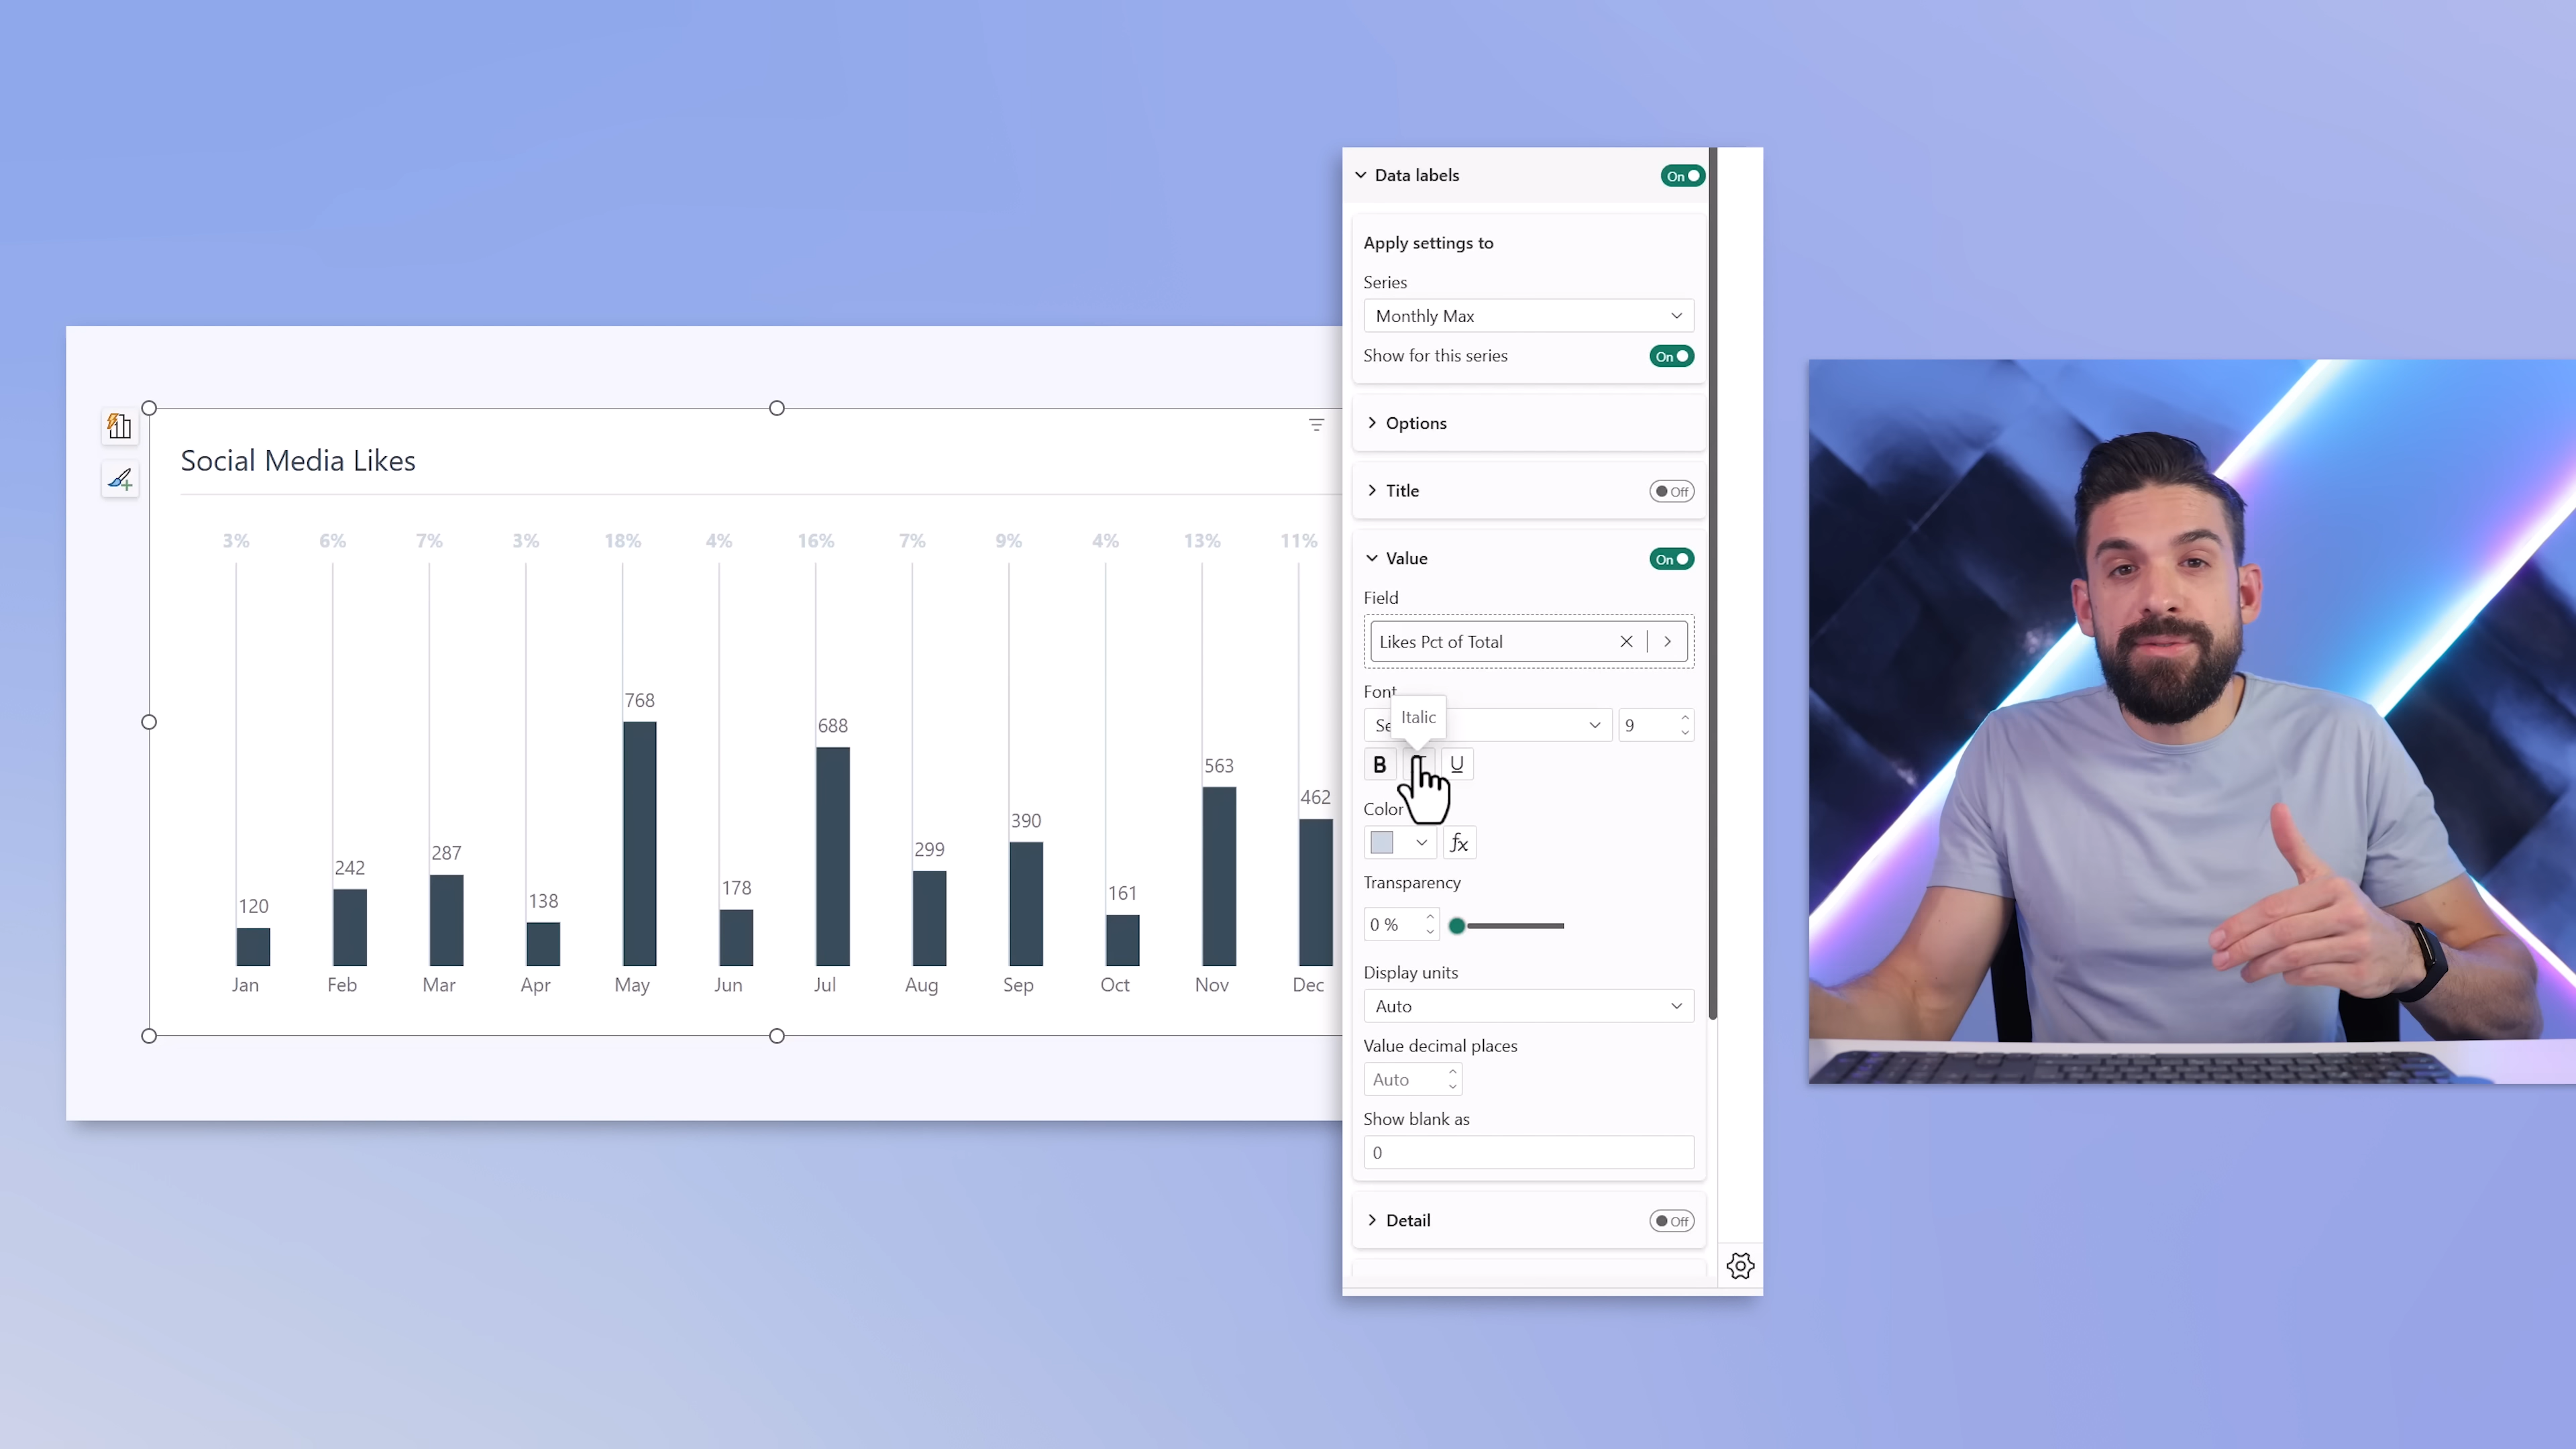 Social Media Likes
3% 6% 7% 3% 18% 4% 16% 7% 9% 4% 13% 11%
120 242 287 138 768 178 688 299 390 161 563 462
Jan Feb Mar Apr May Jun Jul Aug Sep Oct Nov Dec
Data labels On
Apply settings to
Series
Monthly Max
Show for this series On
Options
Title Off
Value On
Field
Likes Pct of Total
Font
Italic
9
B U
Color
fx
Transparency
0 %
Display units
Auto
Value decimal places
Auto
Show blank as
0
Detail Off